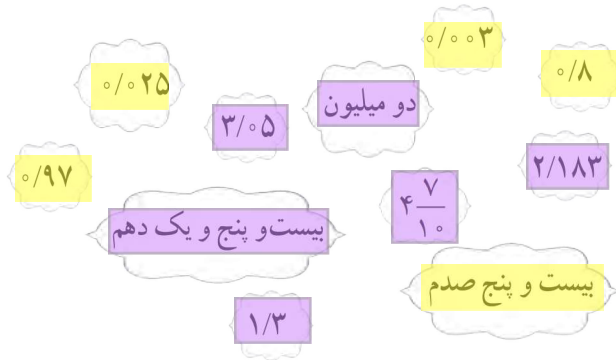 ۰/۰۰۳
۰/۸
۰/۰۲۵
دو میلیون
۳/۰۵
۲/۱۸۳
۰/۹۷
۴ ۷/۱۰
بیست و پنج و یک دهم
بیست و پنج صدم
۱/۳